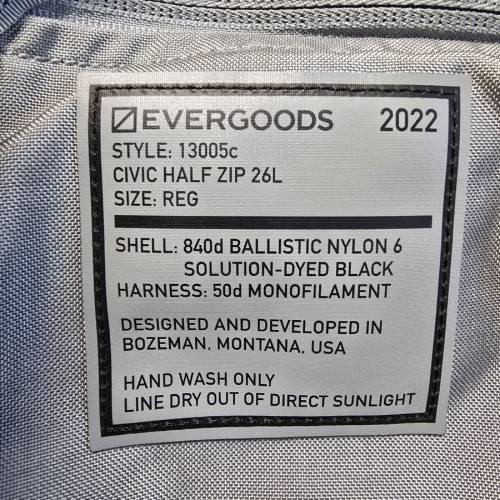 EVERGOODS 2022
STYLE: 13005c
CIVIC HALF ZIP 26L
SIZE: REG
SHELL: 840d BALLISTIC NYLON 6
SOLUTION-DYED BLACK
HARNESS: 50d MONOFILAMENT
DESIGNED AND DEVELOPED IN
BOZEMAN, MONTANA, USA
HAND WASH ONLY
LINE DRY OUT OF DIRECT SUNLIGHT